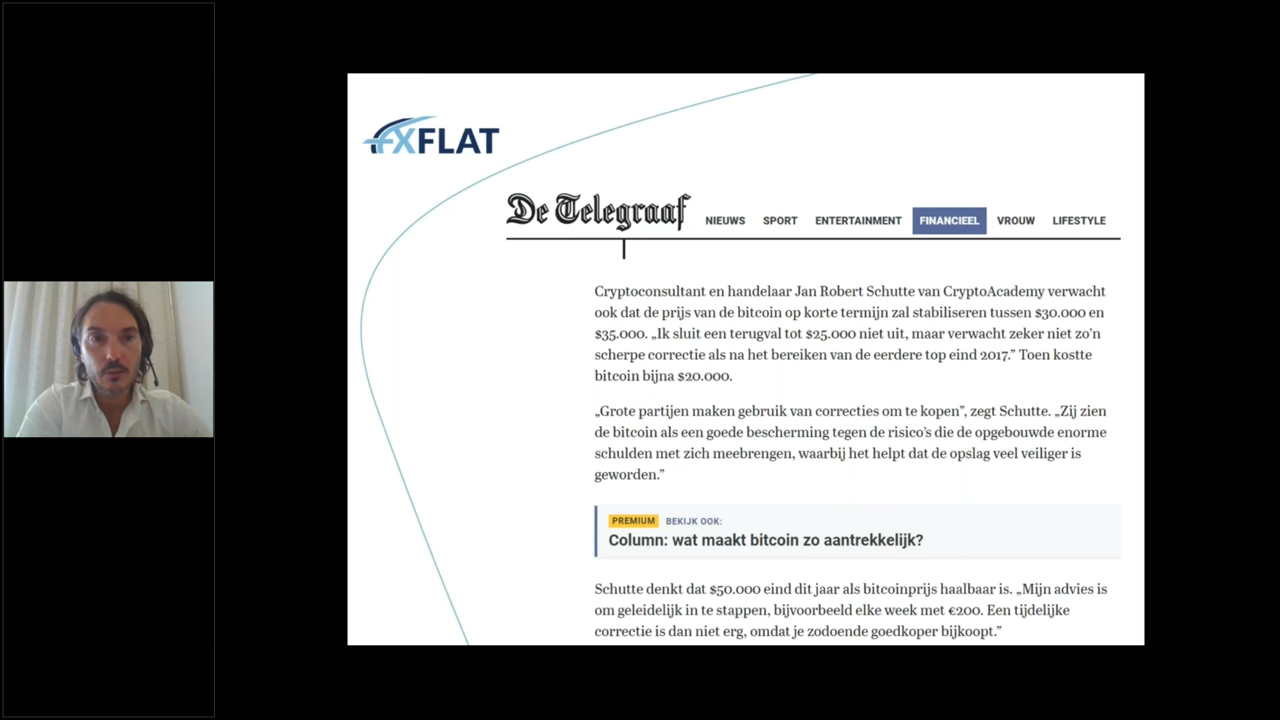 FXFLAT
De Telegraaf
NIEUWS SPORT ENTERTAINMENT FINANCIEEL VROUW LIFESTYLE
Cryptoconsultant en handelaar Jan Robert Schutte van CryptoAcademy verwacht
ook dat de prijs van de bitcoin op korte termijn zal stabiliseren tussen $30.000 en
$35.000. „Ik sluit een terugval tot $25.000 niet uit, maar verwacht zeker niet zo’n
scherpe correctie als na het bereiken van de eerdere top eind 2017.” Toen kostte
bitcoin bijna $20.000.
„Grote partijen maken gebruik van correcties om te kopen”, zegt Schutte. „Zij zien
de bitcoin als een goede bescherming tegen de risico’s die de opgebouwde enorme
schulden met zich meebrengen, waarbij het helpt dat de opslag veel veiliger is
geworden.”
PREMIUM BEKIJK OOK:
Column: wat maakt bitcoin zo aantrekkelijk?
Schutte denkt dat $50.000 eind dit jaar als bitcoinprijs haalbaar is. „Mijn advies is
om geleidelijk in te stappen, bijvoorbeeld elke week met €200. Een tijdelijke
correctie is dan niet erg, omdat je zodoende goedkoper bijkoopt.”